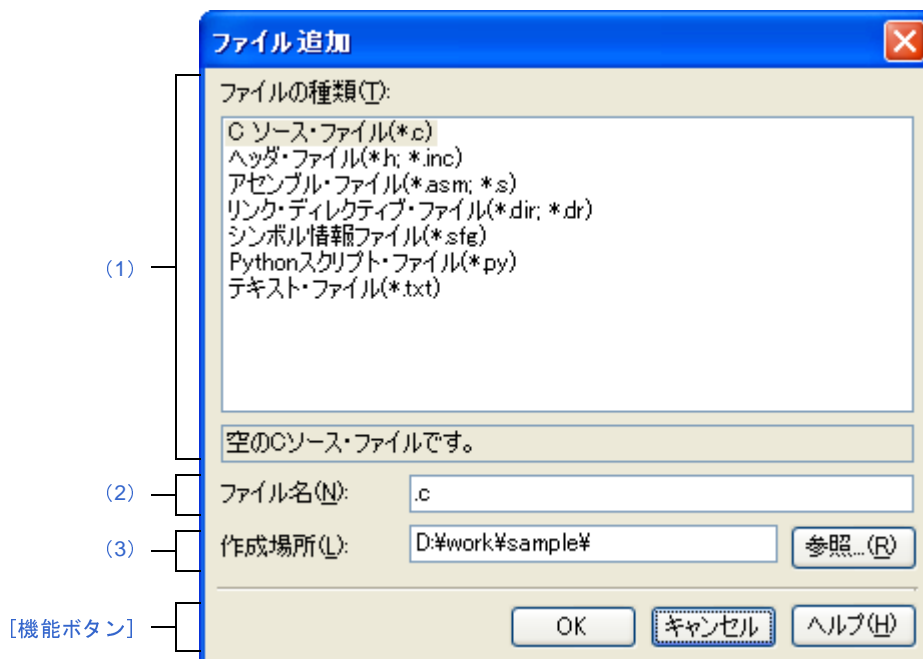 ファイル追加
ファイルの種類(T):
C ソース・ファイル(*.c)
ヘッダ・ファイル(*.h; *.inc)
アセンブル・ファイル(*.asm; *.s)
リンク・ディレクティブ・ファイル(*.dir; *.dr)
シンボル情報ファイル(*.sfg)
Pythonスクリプト・ファイル(*.py)
テキスト・ファイル(*.txt)
(1)
空のCソース・ファイルです。
(2) ファイル名(N): .c
(3) 作成場所(L): D:¥work¥sample¥ 参照...(R)
[機能ボタン] OK キャンセル ヘルプ(H)